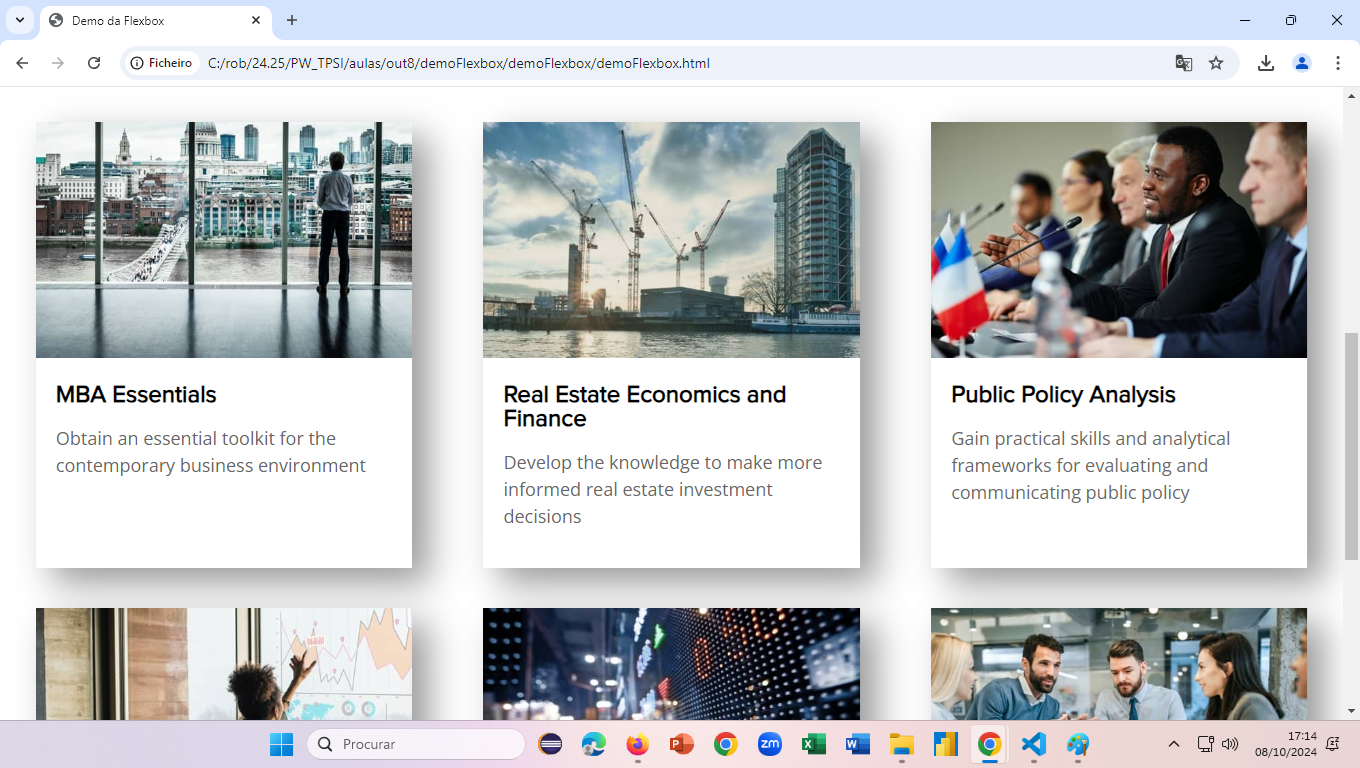 Demo da Flexbox
Ficheiro
C:/rob/24.25/PW_TPSI/aulas/out8/demoFlexbox/demoFlexbox/demoFlexbox.html
MBA Essentials
Obtain an essential toolkit for the
contemporary business environment
Real Estate Economics and
Finance
Develop the knowledge to make more
informed real estate investment
decisions
Public Policy Analysis
Gain practical skills and analytical
frameworks for evaluating and
communicating public policy
Procurar
zm
17:14
08/10/2024